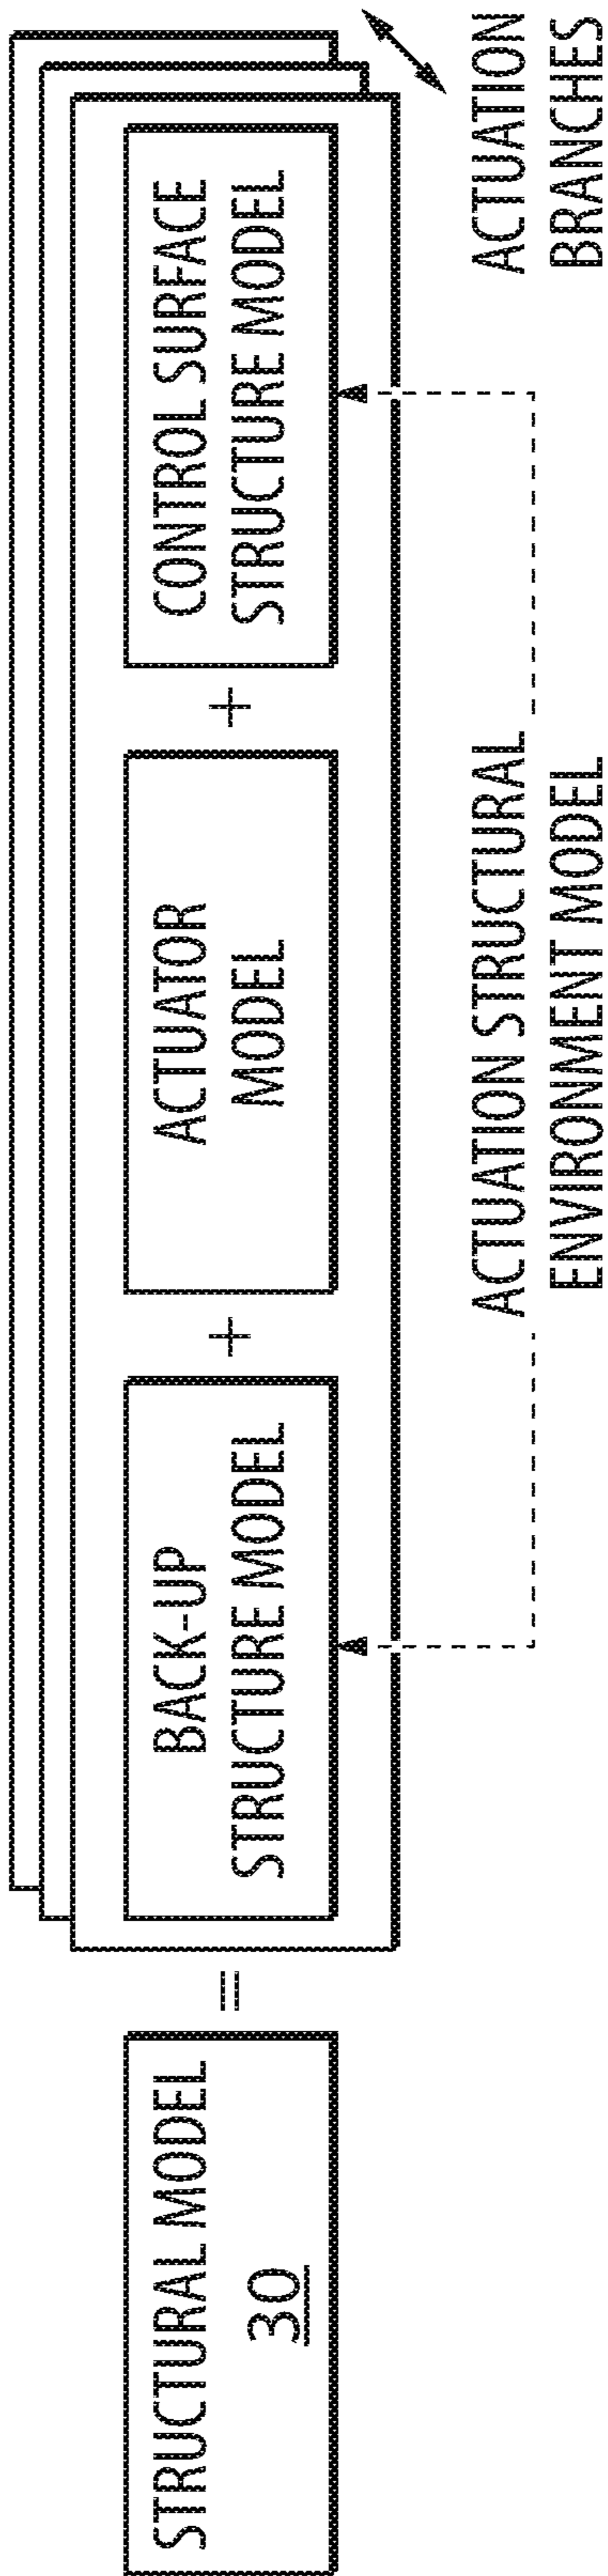 STRUCTURAL MODEL
30
=
BACK-UP
STRUCTURE MODEL
+
ACTUATOR
MODEL
+
CONTROL SURFACE
STRUCTURE MODEL
ACTUATION STRUCTURAL
ENVIRONMENT MODEL
ACTUATION
BRANCHES